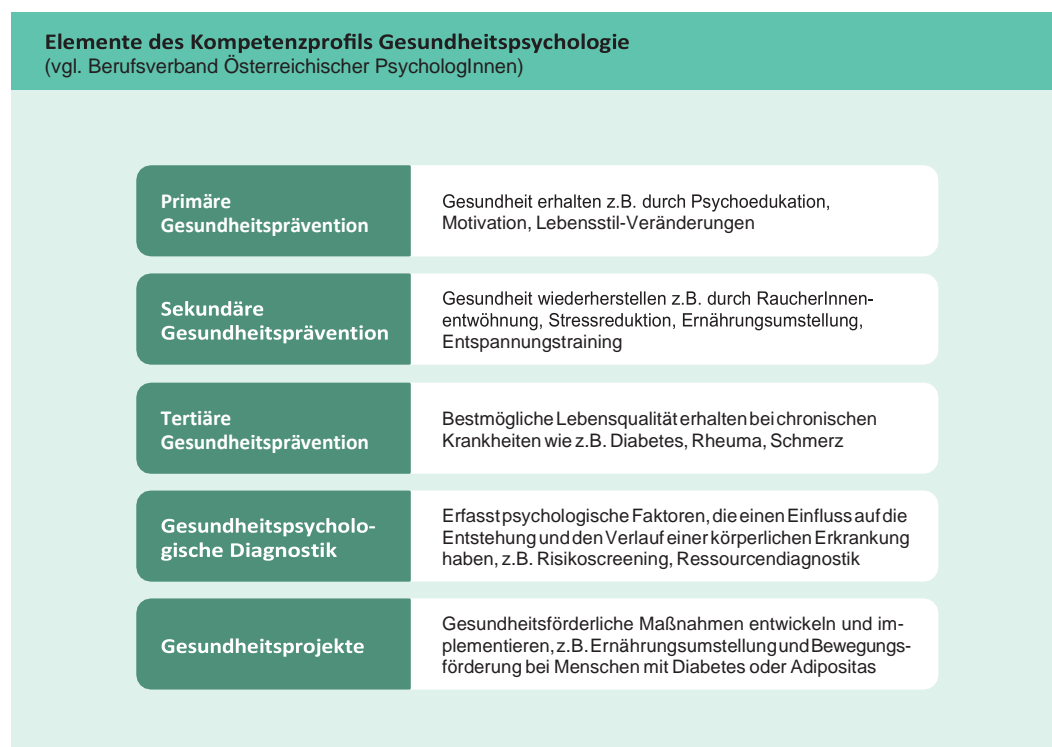 Elemente des Kompetenzprofils Gesundheitspsychologie
(vgl. Berufsverband Österreichischer PsychologInnen)
Primäre
Gesundheitsprävention
Gesundheit erhalten z.B. durch Psychoedukation,
Motivation, Lebensstil-Veränderungen
Sekundäre
Gesundheitsprävention
Gesundheit wiederherstellen z.B. durch RaucherInnen-
entwöhnung, Stressreduktion, Ernährungsumstellung,
Entspannungstraining
Tertiäre
Gesundheitsprävention
Bestmögliche Lebensqualität erhalten bei chronischen
Krankheiten wie z.B. Diabetes, Rheuma, Schmerz
Gesundheitspsycholo-
gische Diagnostik
Erfasst psychologische Faktoren, die einen Einfluss auf die
Entstehung und den Verlauf einer körperlichen Erkrankung
haben, z.B. Risikoscreening, Ressourcendiagnostik
Gesundheitsprojekte
Gesundheitsförderliche Maßnahmen entwickeln und im-
plementieren, z.B. Ernährungsumstellung und Bewegungs-
förderung bei Menschen mit Diabetes oder Adipositas